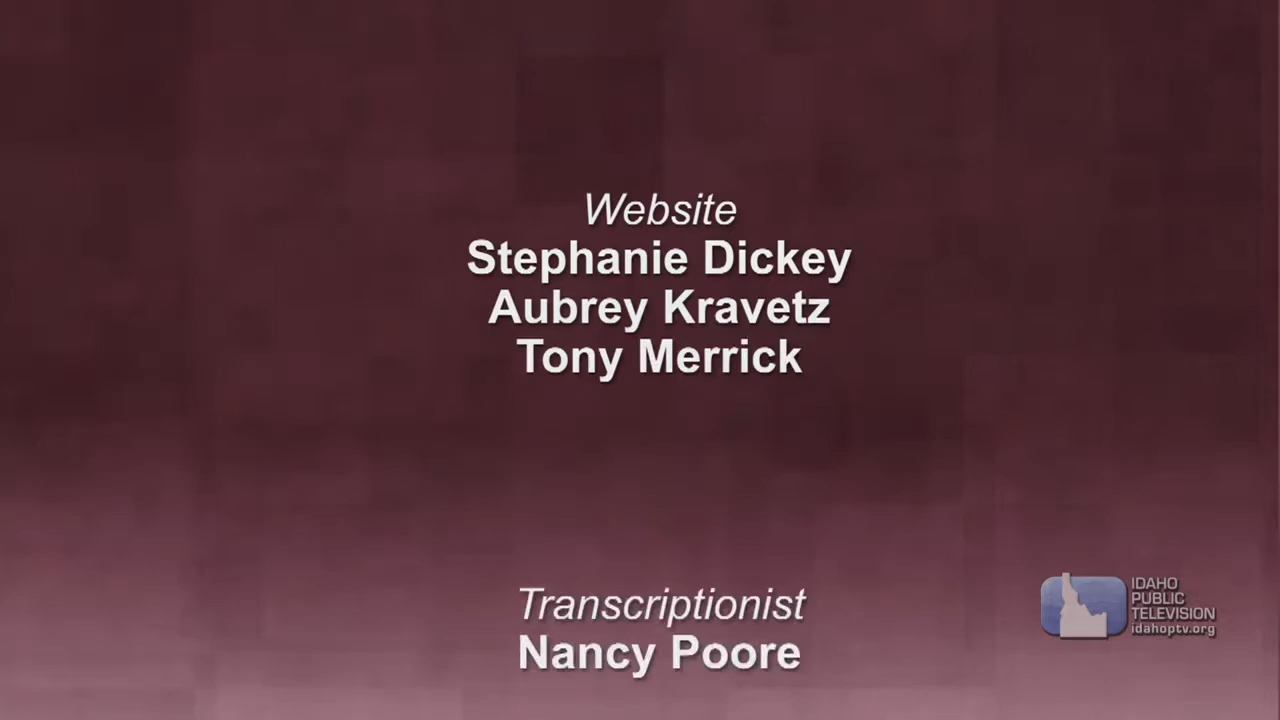 Website
Stephanie Dickey
Aubrey Kravetz
Tony Merrick
Transcriptionist
Nancy Poore
IDAHO
PUBLIC
TELEVISION
idahoptv.org